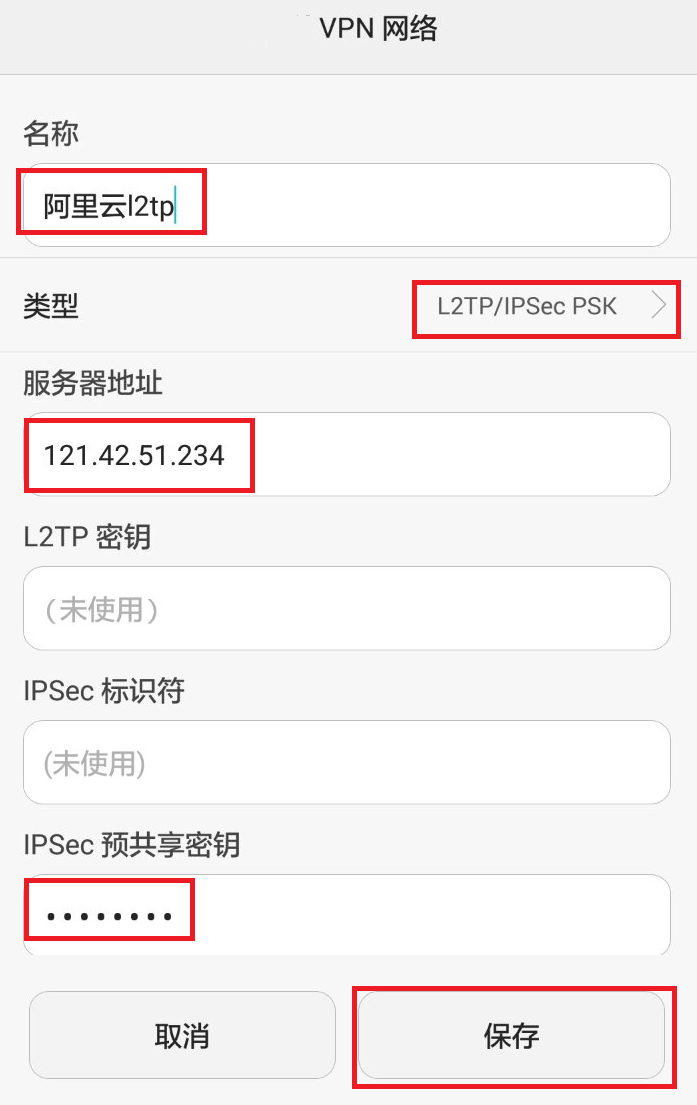 VPN 网络
名称
阿里云l2tp
类型
L2TP/IPSec PSK
服务器地址
121.42.51.234
L2TP 密钥
（未使用）
IPSec 标识符
(未使用)
IPSec 预共享密钥
••••••••
取消
保存